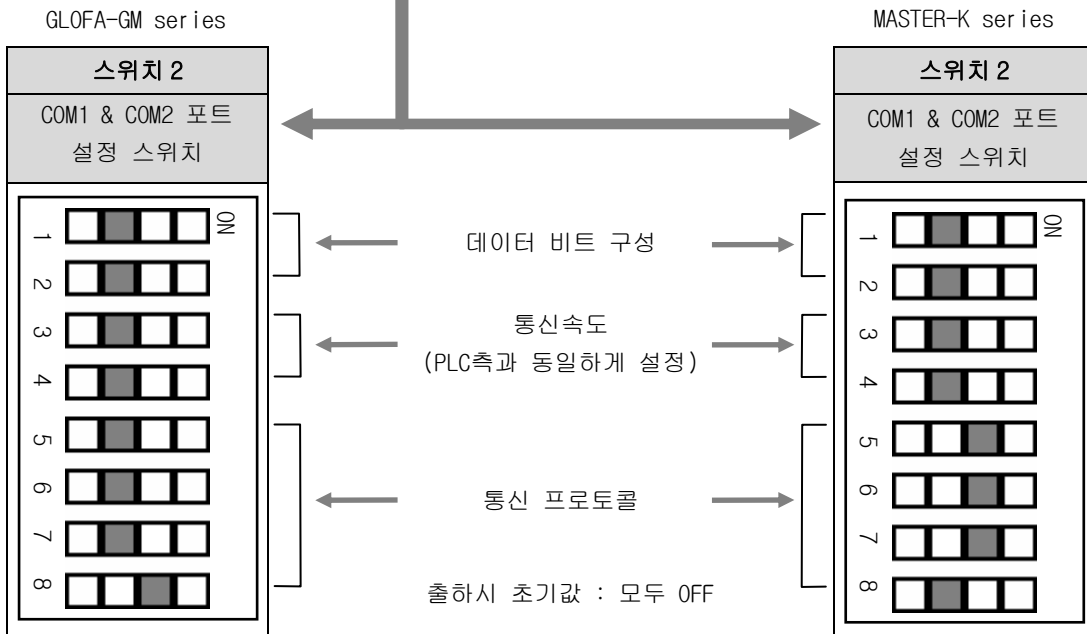 GLOFA-GM series
MASTER-K series
스위치 2
COM1 & COM2 포트
설정 스위치
스위치 2
COM1 & COM2 포트
설정 스위치
ON
1
2
3
4
5
6
7
8
데이터 비트 구성
통신속도
(PLC측과 동일하게 설정)
통신 프로토콜
출하시 초기값 : 모두 OFF
ON
1
2
3
4
5
6
7
8